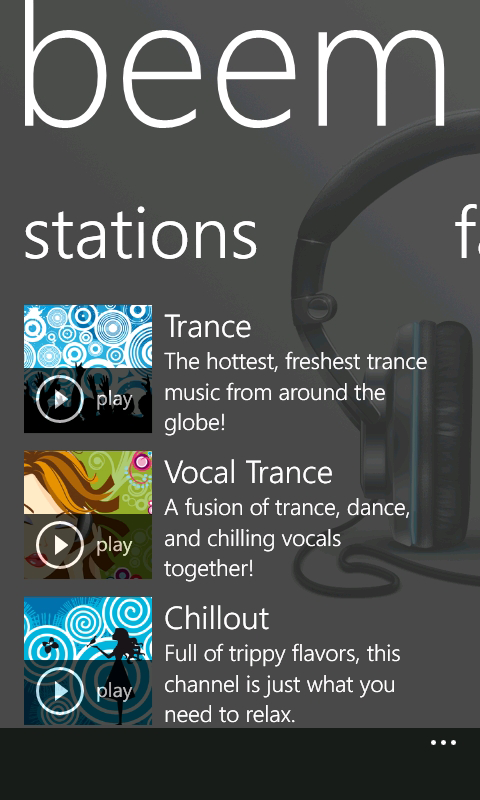 beem
stations
fa
Trance
The hottest, freshest trance
music from around the
globe!
play
Vocal Trance
A fusion of trance, dance,
and chilling vocals
together!
play
Chillout
Full of trippy flavors, this
channel is just what you
need to relax.
play